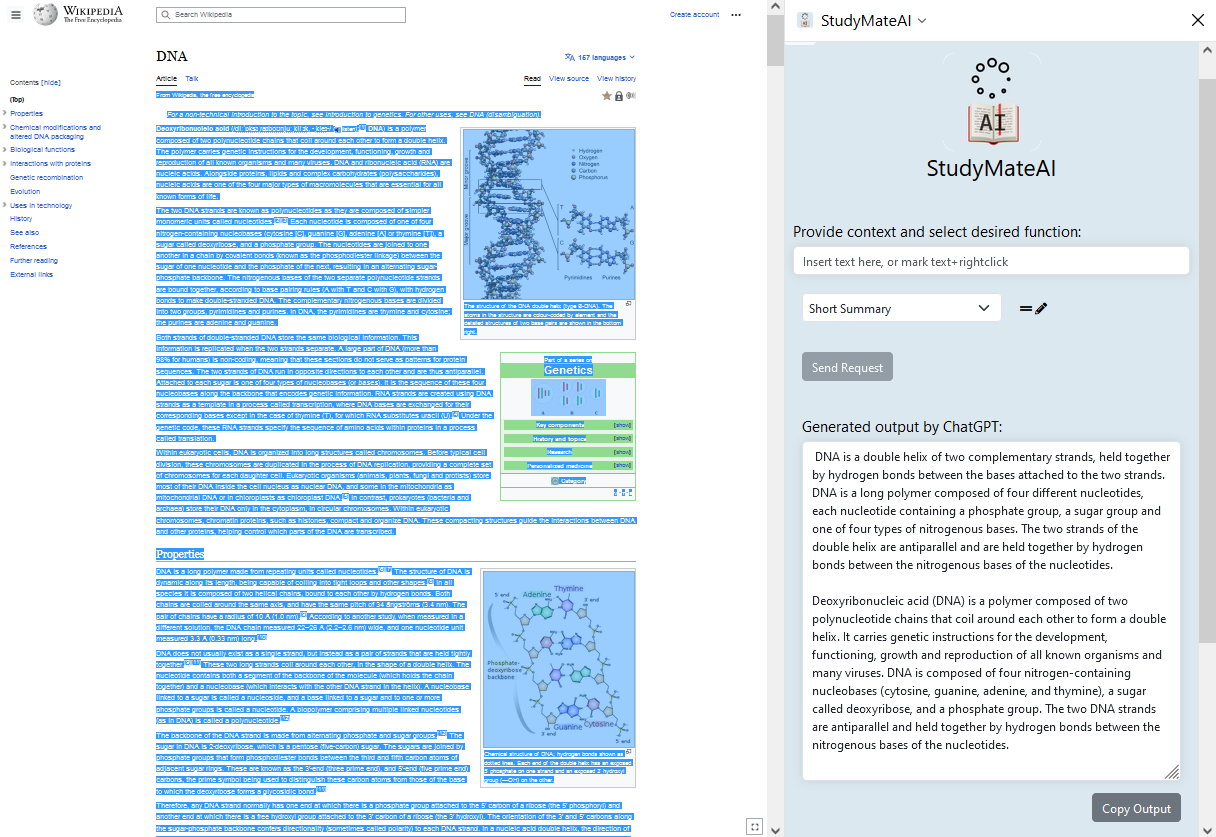 WIKIPEDIA
The Free Encyclopedia
Search Wikipedia
Create account
DNA
167 languages
Article Talk
Read View source View history
From Wikipedia, the free encyclopedia
Contents [hide]
(Top)
Properties
Chemical modifications and
altered DNA packaging
Biological functions
Interactions with proteins
Genetic recombination
Evolution
Uses in technology
History
See also
References
Further reading
External links
For a non-technical introduction to the topic, see Introduction to genetics. For other uses, see DNA (disambiguation).
Deoxyribonucleic acid DNA) is a polymer
composed of two polynucleotide chains that coil around each other to form a double helix.
The polymer carries genetic instructions for the development, functioning, growth and
reproduction of all known organisms and many viruses. DNA and ribonucleic acid (RNA) are
nucleic acids. Alongside proteins, lipids and complex carbohydrates (polysaccharides),
nucleic acids are one of the four major types of macromolecules that are essential for all
known forms of life.
The two DNA strands are known as polynucleotides as they are composed of simpler
monomeric units called nucleotides. Each nucleotide is composed of one of four
nitrogen-containing nucleobases (cytosine [C], guanine [G], adenine [A] or thymine [T]), a
sugar called deoxyribose, and a phosphate group. The nucleotides are joined to one
another in a chain by covalent bonds (known as the phosphodiester linkage) between the
sugar of one nucleotide and the phosphate of the next, resulting in an alternating sugar-
phosphate backbone. The nitrogenous bases of the two separate polynucleotide strands
are bound together, according to base pairing rules (A with T and C with G), with hydrogen
bonds to make double-stranded DNA. The complementary nitrogenous bases are divided
into two groups, pyrimidines and purines. In DNA, the pyrimidines are thymine and cytosine;
the purines are adenine and guanine.
Both strands of double-stranded DNA store the same biological information. This
information is replicated when the two strands separate. A large part of DNA (more than
98% for humans) is non-coding, meaning that these sections do not serve as patterns for protein
sequences. The two strands of DNA run in opposite directions to each other and are thus antiparallel.
Attached to each sugar is one of four types of nucleobases (or bases). It is the sequence of these four
nucleobases along the backbone that encodes genetic information. RNA strands are created using DNA
strands as a template in a process called transcription, where DNA bases are exchanged for their
corresponding bases except in the case of thymine (T), for which RNA substitutes uracil (U).[4] Under the
genetic code, these RNA strands specify the sequence of amino acids within proteins in a process
called translation.
Within eukaryotic cells, DNA is organized into long structures called chromosomes. Before typical cell
division, these chromosomes are duplicated in the process of DNA replication, providing a complete set
of chromosomes for each daughter cell. Eukaryotic organisms (animals, plants, fungi and protists) store
most of their DNA inside the cell nucleus as nuclear DNA, and some in the mitochondria as
mitochondrial DNA or in chloroplasts as chloroplast DNA.[5] In contrast, prokaryotes (bacteria and
archaea) store their DNA only in the cytoplasm, in circular chromosomes. Within eukaryotic
chromosomes, chromatin proteins, such as histones, compact and organize DNA. These compacting structures guide the interactions between DNA
and other proteins, helping control which parts of the DNA are transcribed.
Minor groove
Major groove
Hydrogen
Oxygen
Nitrogen
Carbon
Phosphorus
T A
C G
Pyrimidines Purines
The structure of the DNA double helix (type B-DNA). The
atoms in the structure are colour-coded by element and the
detailed structures of two base pairs are shown in the bottom
right.
Part of a series on
Genetics
A B C
Key components [show]
History and topics [show]
Research [show]
Personalized medicine [show]
Category
Properties
DNA is a long polymer made from repeating units called nucleotides.[6][7] The structure of DNA is
dynamic along its length, being capable of coiling into tight loops and other shapes.[8] In all
species it is composed of two helical chains, bound to each other by hydrogen bonds. Both
chains are coiled around the same axis, and have the same pitch of 34 ångströms (3.4 nm). The
pair of chains have a radius of 10 Å (1.0 nm).[9] According to another study, when measured in a
different solution, the DNA chain measured 22–26 Å (2.2–2.6 nm) wide, and one nucleotide unit
measured 3.3 Å (0.33 nm) long.[10]
DNA does not usually exist as a single strand, but instead as a pair of strands that are held tightly
together.[9][11] These two long strands coil around each other, in the shape of a double helix. The
nucleotide contains both a segment of the backbone of the molecule (which holds the chain
together) and a nucleobase (which interacts with the other DNA strand in the helix). A nucleobase
linked to a sugar is called a nucleoside, and a base linked to a sugar and to one or more
phosphate groups is called a nucleotide. A biopolymer comprising multiple linked nucleotides
(as in DNA) is called a polynucleotide.[12]
The backbone of the DNA strand is made from alternating phosphate and sugar groups.[13] The
sugar in DNA is 2-deoxyribose, which is a pentose (five-carbon) sugar. The sugars are joined by
phosphate groups that form phosphodiester bonds between the third and fifth carbon atoms of
adjacent sugar rings. These are known as the 3′-end (three prime end), and 5′-end (five prime end)
carbons, the prime symbol being used to distinguish these carbon atoms from those of the base
to which the deoxyribose forms a glycosidic bond.[11]
Therefore, any DNA strand normally has one end at which there is a phosphate group attached to the 5′ carbon of a ribose (the 5′ phosphoryl) and
another end at which there is a free hydroxyl group attached to the 3′ carbon of a ribose (the 3′ hydroxyl). The orientation of the 3′ and 5′ carbons along
the sugar-phosphate backbone confers directionality (sometimes called polarity) to each DNA strand. In a nucleic acid double helix, the direction of
Thymine
Adenine
5′ end
3′ end
Phosphate-
deoxyribose
backbone
Guanine
Cytosine
3′ end
5′ end
Chemical structure of DNA; hydrogen bonds shown as
dotted lines. Each end of the double helix has an exposed
5′ phosphate on one strand and an exposed 3′ hydroxyl
group (—OH) on the other.
StudyMateAI
AI
StudyMateAI
Provide context and select desired function:
Insert text here, or mark text+rightclick
Short Summary
Send Request
Generated output by ChatGPT:
DNA is a double helix of two complementary strands, held together
by hydrogen bonds between the bases attached to the two strands.
DNA is a long polymer composed of four different nucleotides,
each nucleotide containing a phosphate group, a sugar group and
one of four types of nitrogenous bases. The two strands of the
double helix are antiparallel and are held together by hydrogen
bonds between the nitrogenous bases of the nucleotides.
Deoxyribonucleic acid (DNA) is a polymer composed of two
polynucleotide chains that coil around each other to form a double
helix. It carries genetic instructions for the development,
functioning, growth and reproduction of all known organisms and
many viruses. DNA is composed of four nitrogen-containing
nucleobases (cytosine, guanine, adenine, and thymine), a sugar
called deoxyribose, and a phosphate group. The two DNA strands
are antiparallel and held together by hydrogen bonds between the
nitrogenous bases of the nucleotides.
Copy Output